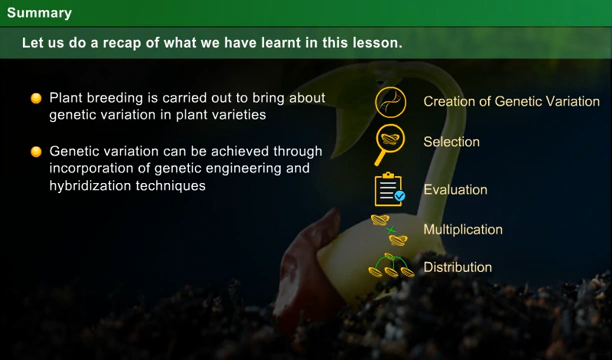 Summary
Let us do a recap of what we have learnt in this lesson.
Plant breeding is carried out to bring about
genetic variation in plant varieties
Genetic variation can be achieved through
incorporation of genetic engineering and
hybridization techniques
Creation of Genetic Variation
Selection
Evaluation
Multiplication
Distribution